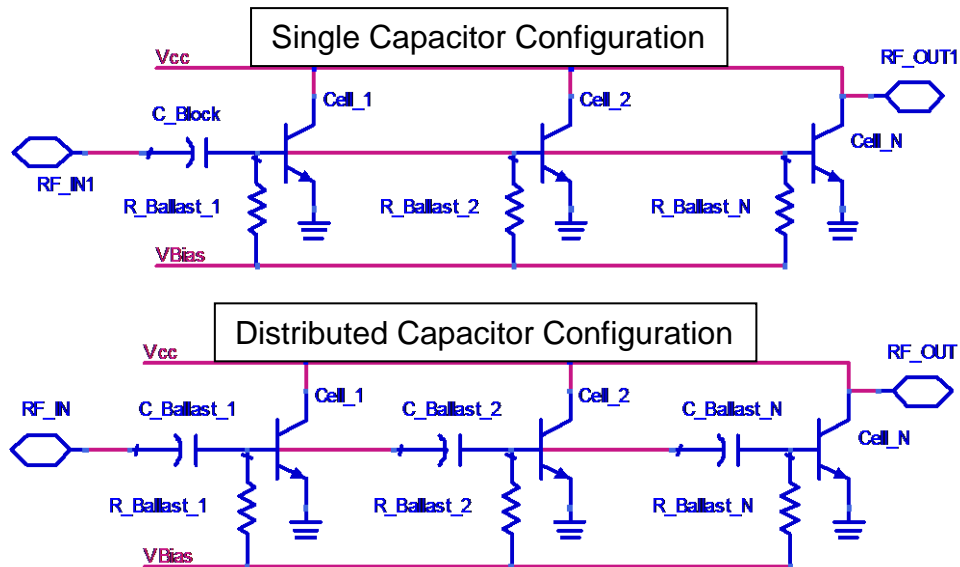 Single Capacitor Configuration
Vcc
RF_OUT1
Cell_1
Cell_2
C_Block
Cell_N
RF_IN1
R_Ballast_1
R_Ballast_2
R_Ballast_N
VBias
Distributed Capacitor Configuration
Vcc
RF_OUT
Cell_1
Cell_2
RF_IN
C_Ballast_1
C_Ballast_2
C_Ballast_N
Cell_N
R_Ballast_1
R_Ballast_2
R_Ballast_N
VBias